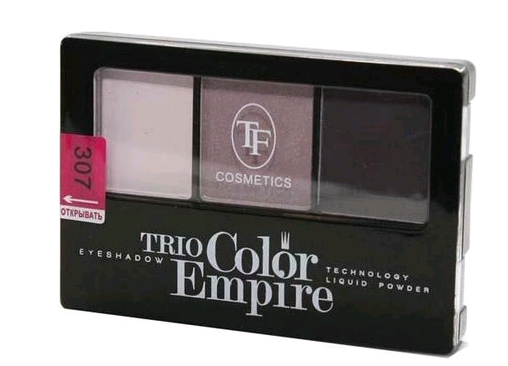 TF
COSMETICS
307
ОТКРЫВАТЬ
TRIO Color
EYESHADOW
Empire
TECHNOLOGY
LIQUID POWDER